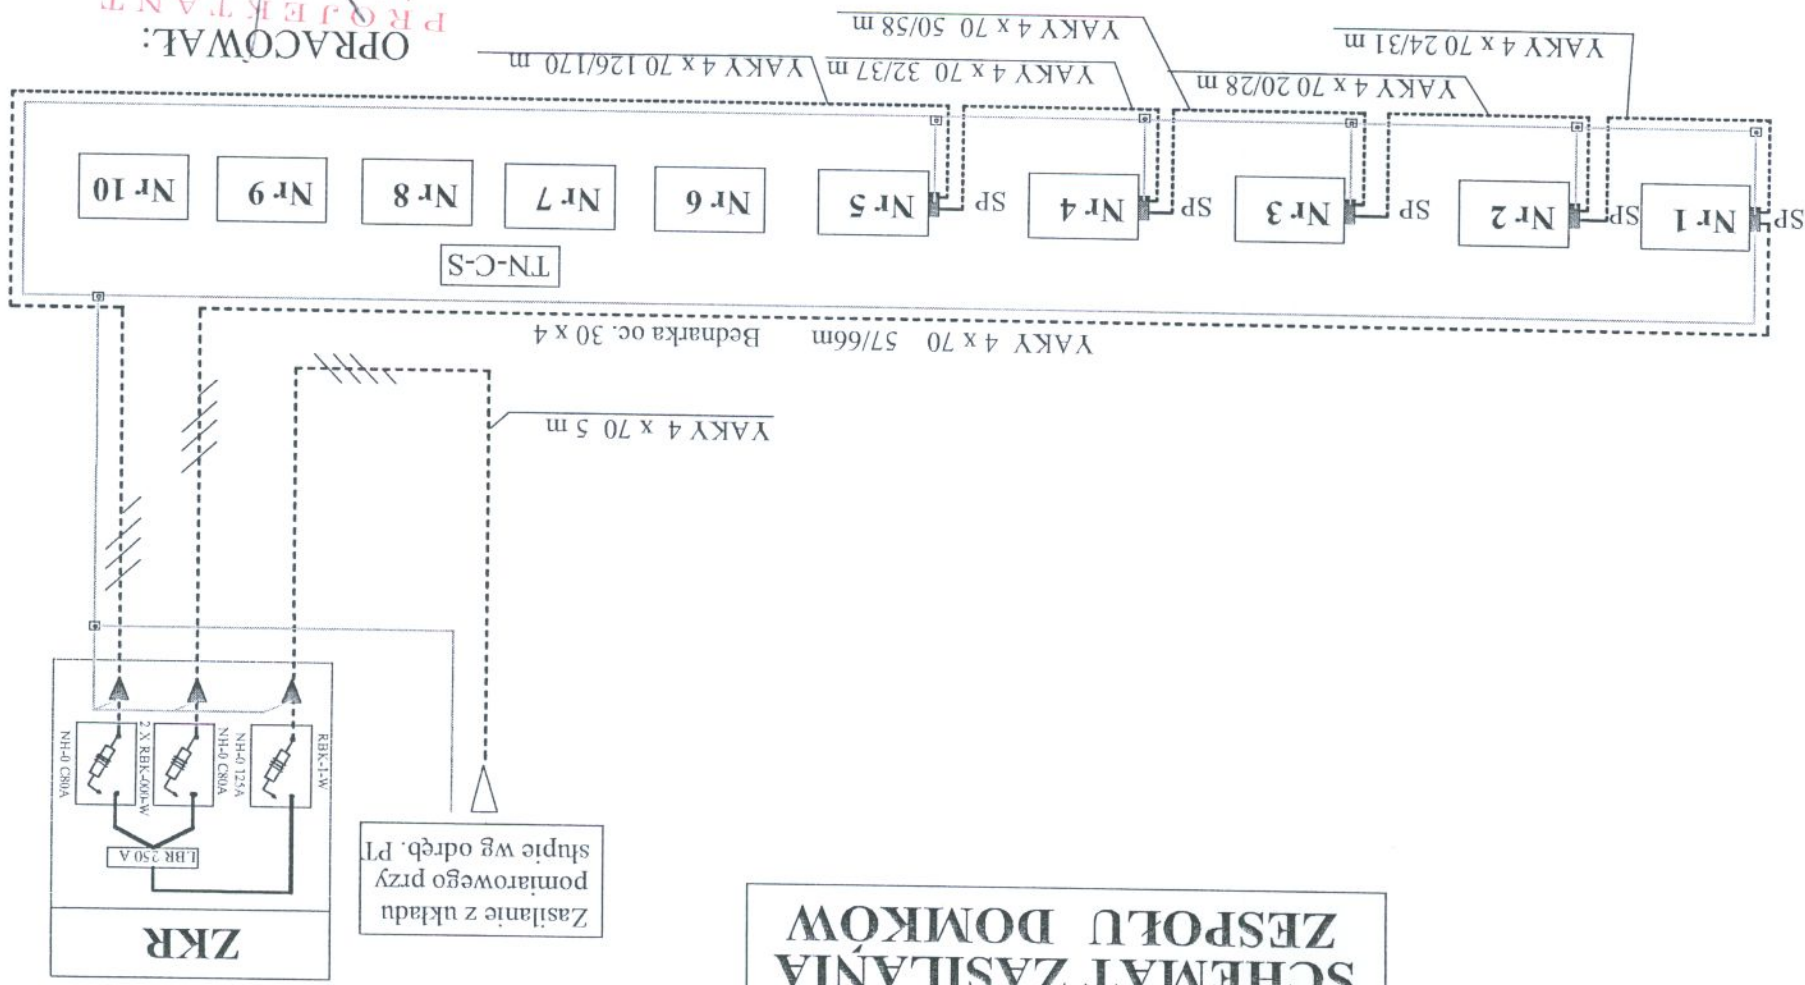 SCHEMAT ZASILANIA
ZESPOŁU DOMKÓW
ZKR
Zasilanie z układu
pomiarowego przy
słupie wg odręb. PT
LBR 250 A
RBK-1-W
NH-0 125A
NH-0 C80A
2 X RBK-000-W
NH-0 C80A
YAKY 4 x 70 5 m
YAKY 4 x 70 57/66m Bednarka oc. 30 x 4
TN-C-S
SP Nr 1
SP Nr 2
SP Nr 3
SP Nr 4
SP Nr 5
Nr 6
Nr 7
Nr 8
Nr 9
Nr 10
YAKY 4 x 70 24/31 m
YAKY 4 x 70 20/28 m
YAKY 4 x 70 50/58 m
YAKY 4 x 70 32/37 m
YAKY 4 x 70 126/170 m
OPRACOWAŁ:
PROJEKTANT